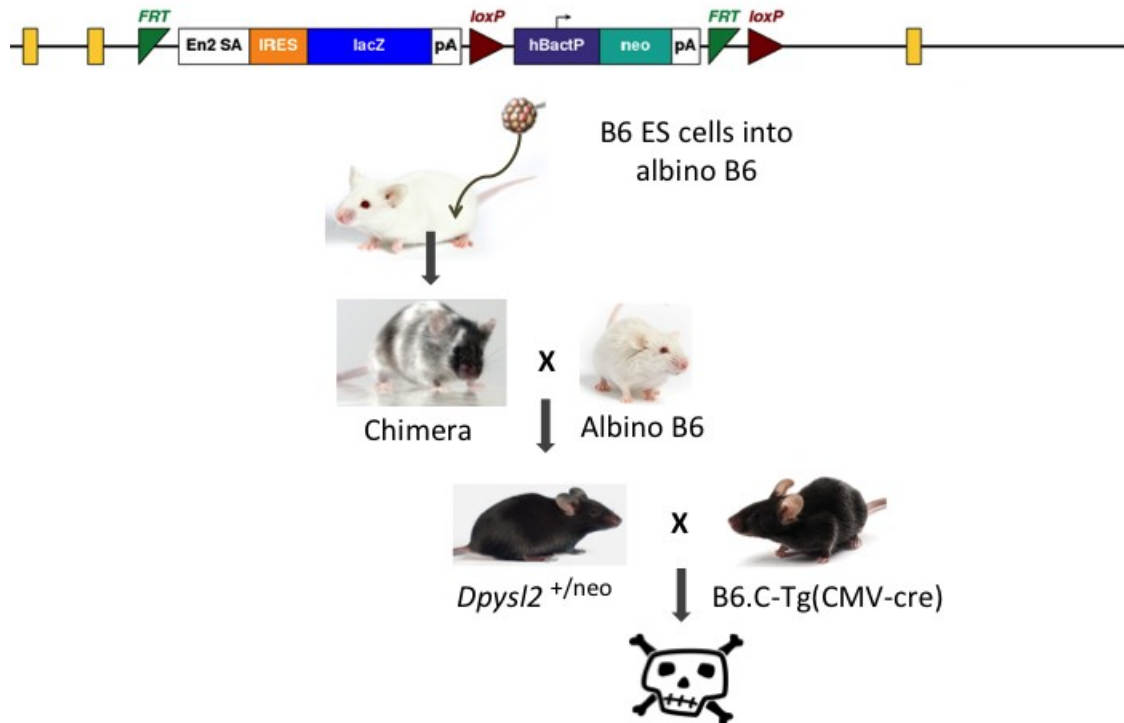 FRT loxP FRT loxP
En2 SA IRES lacZ pA hBactP neo pA
B6 ES cells into
albino B6
X
Chimera Albino B6
X
Dpysl2 +/neo B6.C-Tg(CMV-cre)